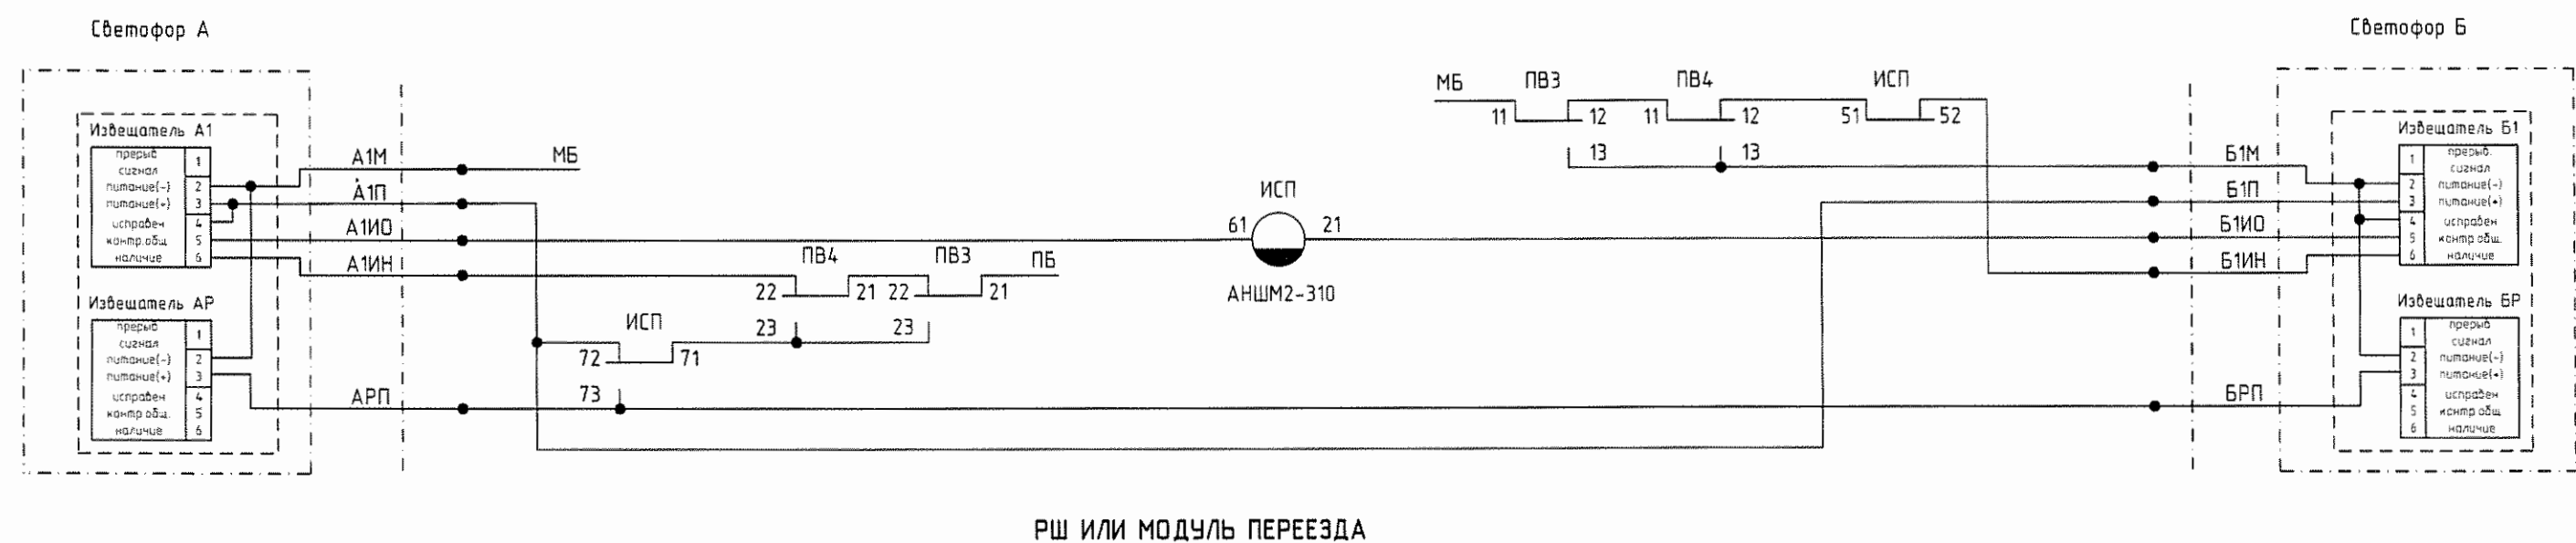 Светофор А
Светофор Б
МБ ПВ3 ПВ4 ИСП
11 12 11 12 51 52
13 13
Извещатель А1
прерыв. 1
сигнал
питание(-) 2
питание(+) 3
исправен 4
контр.общ. 5
наличие 6
А1М МБ
А1П
А1ИО
А1ИН
ИСП
61 21
АНШМ2-310
ПВ4 ПВ3 ПБ
22 21 22 21
23 23
ИСП
72 71
73
Извещатель АР
прерыв 1
сигнал
питание(-) 2
питание(+) 3
исправен 4
контр.общ. 5
наличие 6
АРП
Б1М
Б1П
Б1ИО
Б1ИН
БРП
Извещатель Б1
1 прерыв.
сигнал
2 питание(-)
3 питание(+)
4 исправен
5 контр.общ.
6 наличие
Извещатель БР
1 прерыв
сигнал
2 питание(-)
3 питание(+)
4 исправен
5 контр.общ
6 наличие
РШ ИЛИ МОДУЛЬ ПЕРЕЕЗДА